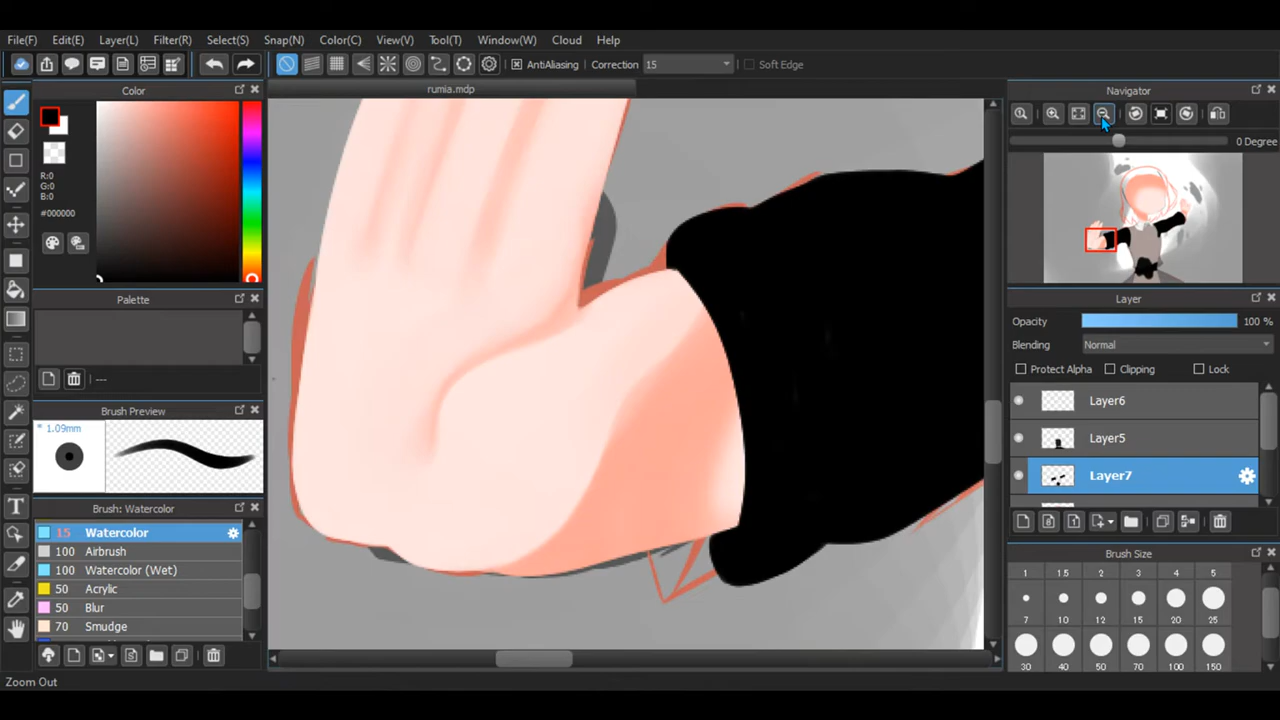 File(F) Edit(E) Layer(L) Filter(R) Select(S) Snap(N) Color(C) View(V) Tool(T) Window(W) Cloud Help
AntiAliasing Correction 15 Soft Edge
Color
rumia.mdp
Navigator
R:0
G:0
B:0
#000000
0 Degree
Palette
---
Layer
Opacity 100 %
Blending Normal
Protect Alpha Clipping Lock
Layer6
Layer5
Layer7
Brush Preview
* 1.09mm
Brush: Watercolor
15 Watercolor
100 Airbrush
100 Watercolor (Wet)
50 Acrylic
50 Blur
70 Smudge
Brush Size
1 1.5 2 3 4 5
7 10 12 15 20 25
30 40 50 70 100 150
Zoom Out